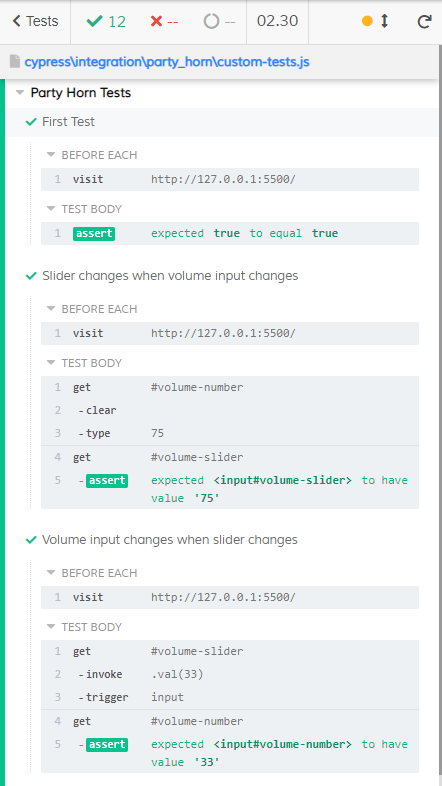 Tests 12 -- -- 02.30
cypress\integration\party_horn\custom-tests.js
Party Horn Tests
First Test
BEFORE EACH
1 visit http://127.0.0.1:5500/
TEST BODY
1 assert expected true to equal true
Slider changes when volume input changes
BEFORE EACH
1 visit http://127.0.0.1:5500/
TEST BODY
1 get #volume-number
2 -clear
3 -type 75
4 get #volume-slider
5 -assert expected <input#volume-slider> to have
value '75'
Volume input changes when slider changes
BEFORE EACH
1 visit http://127.0.0.1:5500/
TEST BODY
1 get #volume-slider
2 -invoke .val(33)
3 -trigger input
4 get #volume-number
5 -assert expected <input#volume-number> to have
value '33'